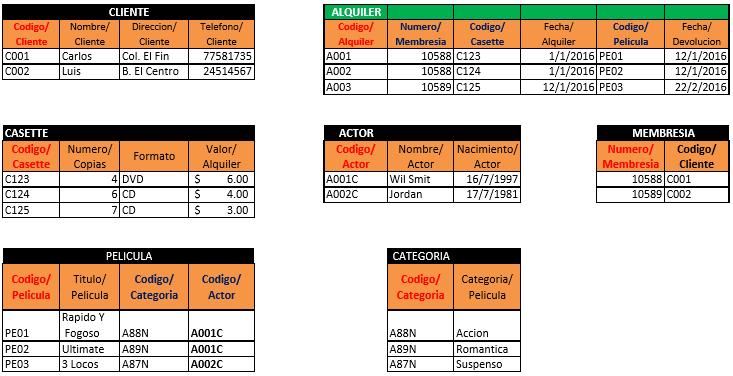 CLIENTE
Codigo/ Cliente Nombre/ Cliente Direccion/ Cliente Telefono/ Cliente
C001 Carlos Col. El Fin 77581735
C002 Luis B. El Centro 24514567
ALQUILER
Codigo/ Alquiler Numero/ Membresia Codigo/ Casette Fecha/ Alquiler Codigo/ Pelicula Fecha/ Devolucion
A001 10588 C123 1/1/2016 PE01 12/1/2016
A002 10588 C124 1/1/2016 PE02 12/1/2016
A003 10589 C125 12/1/2016 PE03 22/2/2016
CASETTE
Codigo/ Casette Numero/ Copias Formato Valor/ Alquiler
C123 4 DVD $ 6.00
C124 6 CD $ 4.00
C125 7 CD $ 3.00
ACTOR
Codigo/ Actor Nombre/ Actor Nacimiento/ Actor
A001C Wil Smit 16/7/1997
A002C Jordan 17/7/1981
MEMBRESIA
Numero/ Membresia Codigo/ Cliente
10588 C001
10589 C002
PELICULA
Codigo/ Pelicula Titulo/ Pelicula Codigo/ Categoria Codigo/ Actor
PE01 Rapido Y Fogoso A88N A001C
PE02 Ultimate A89N A001C
PE03 3 Locos A87N A002C
CATEGORIA
Codigo/ Categoria Categoria/ Pelicula
A88N Accion
A89N Romantica
A87N Suspenso